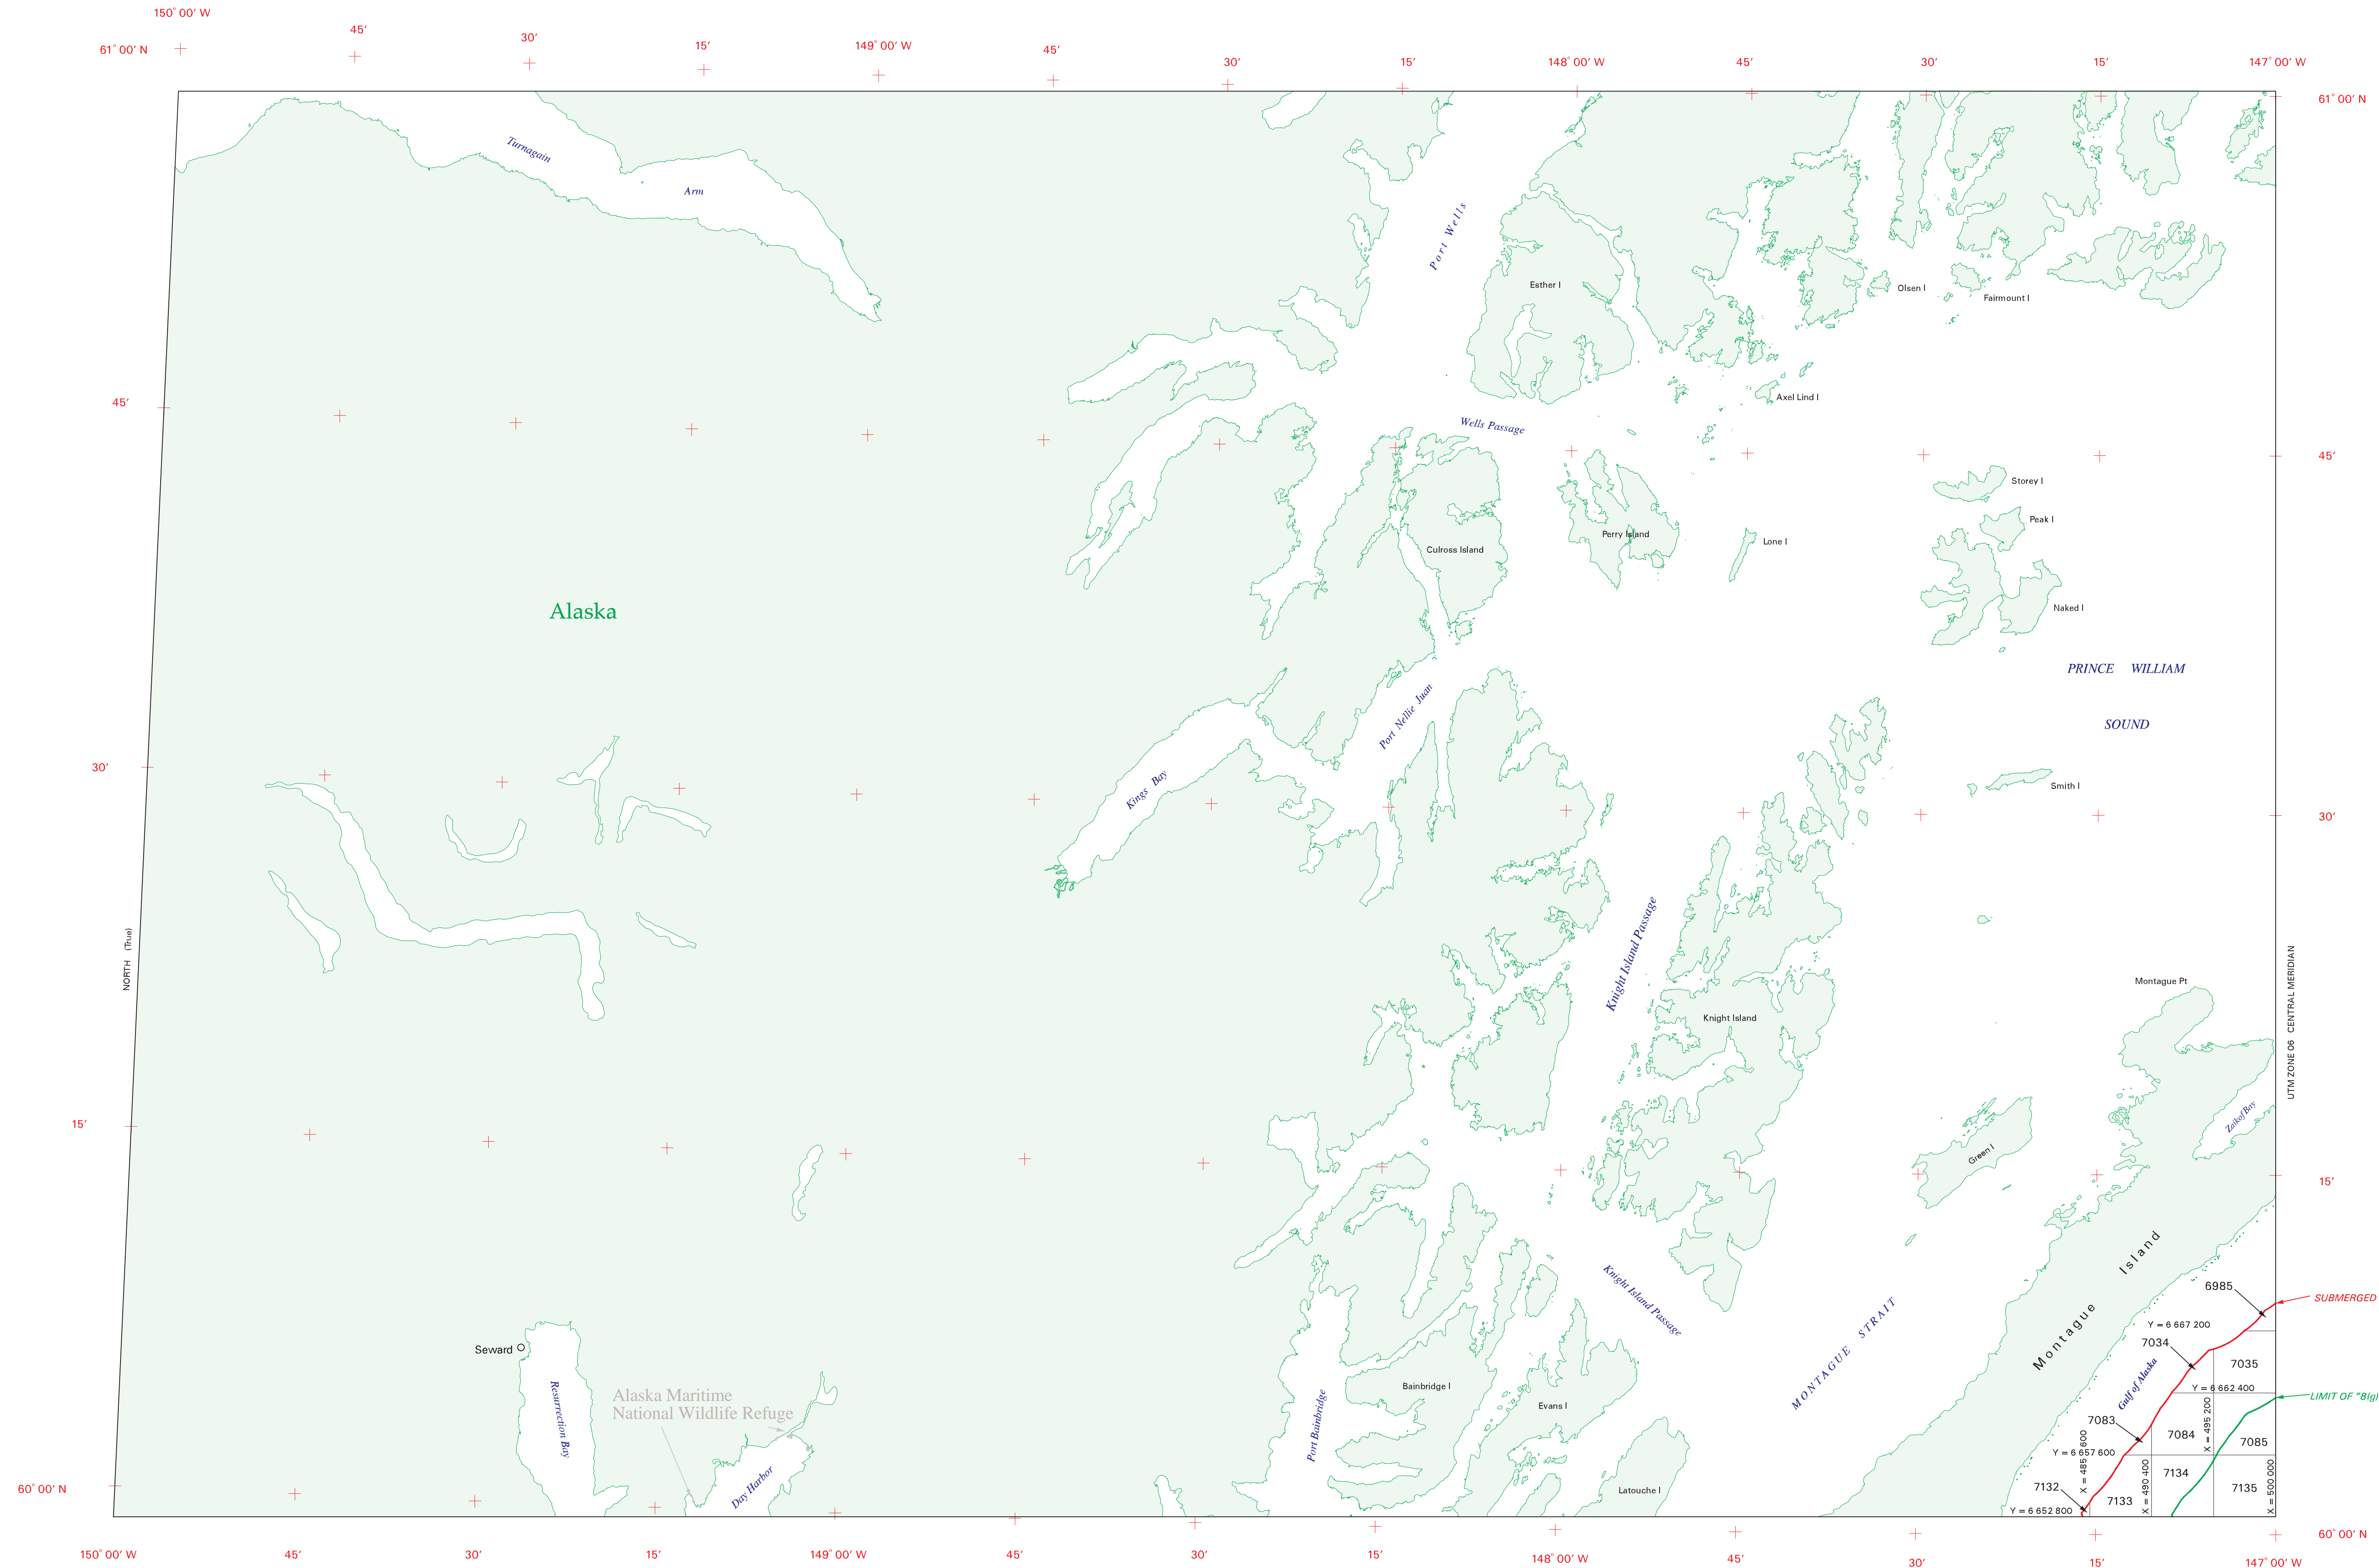 150° 00′ W
45′
30′
15′
149° 00′ W
45′
30′
15′
148° 00′ W
45′
30′
15′
147° 00′ W
61° 00′ N
61° 00′ N
Turnagain
Arm
Port Wells
Esther I
Olsen I
Fairmount I
Axel Lind I
45′
Wells Passage
45′
Storey I
Peak I
Perry Island
Lone I
Culross Island
Alaska
Naked I
PRINCE WILLIAM
SOUND
Port Nellie Juan
30′
Kings Bay
Smith I
30′
NORTH (True)
Knight Island Passage
UTM ZONE 06 CENTRAL MERIDIAN
Montague Pt
Knight Island
15′
Zaikof Bay
Green I
15′
Montague Island
Knight Island Passage
6985
SUBMERGED
MONTAGUE STRAIT
Y = 6 667 200
7034
Seward
7035
Gulf of Alaska
Resurrection Bay
Alaska Maritime
National Wildlife Refuge
Bainbridge I
Y = 6 662 400
LIMIT OF "8(g)
Port Bainbridge
Evans I
7083
X = 495 200
7084
7085
Y = 6 657 600
X = 485 600
Day Harbor
Latouche I
7132
X = 490 400
7134
7135
X = 500 000
7133
Y = 6 652 800
60° 00′ N
60° 00′ N
150° 00′ W
45′
30′
15′
149° 00′ W
45′
30′
15′
148° 00′ W
45′
30′
15′
147° 00′ W